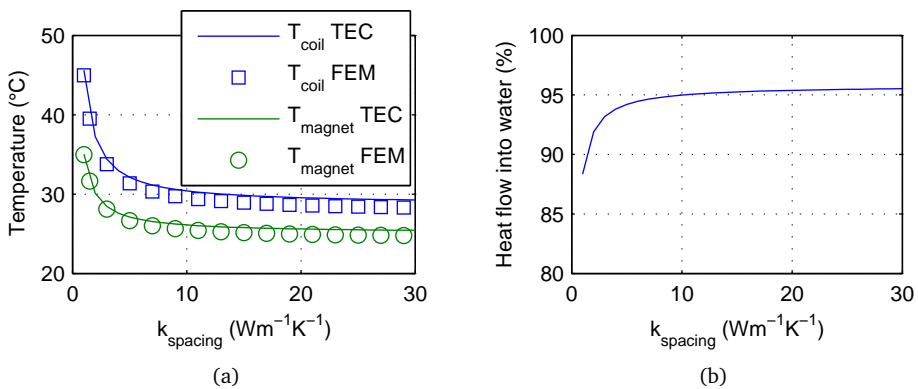 50
40
30
20
0
10
20
30
Temperature (°C)
k_spacing (Wm⁻¹K⁻¹)
T_coil TEC
T_coil FEM
T_magnet TEC
T_magnet FEM
(a)
100
95
90
85
80
0
10
20
30
Heat flow into water (%)
k_spacing (Wm⁻¹K⁻¹)
(b)